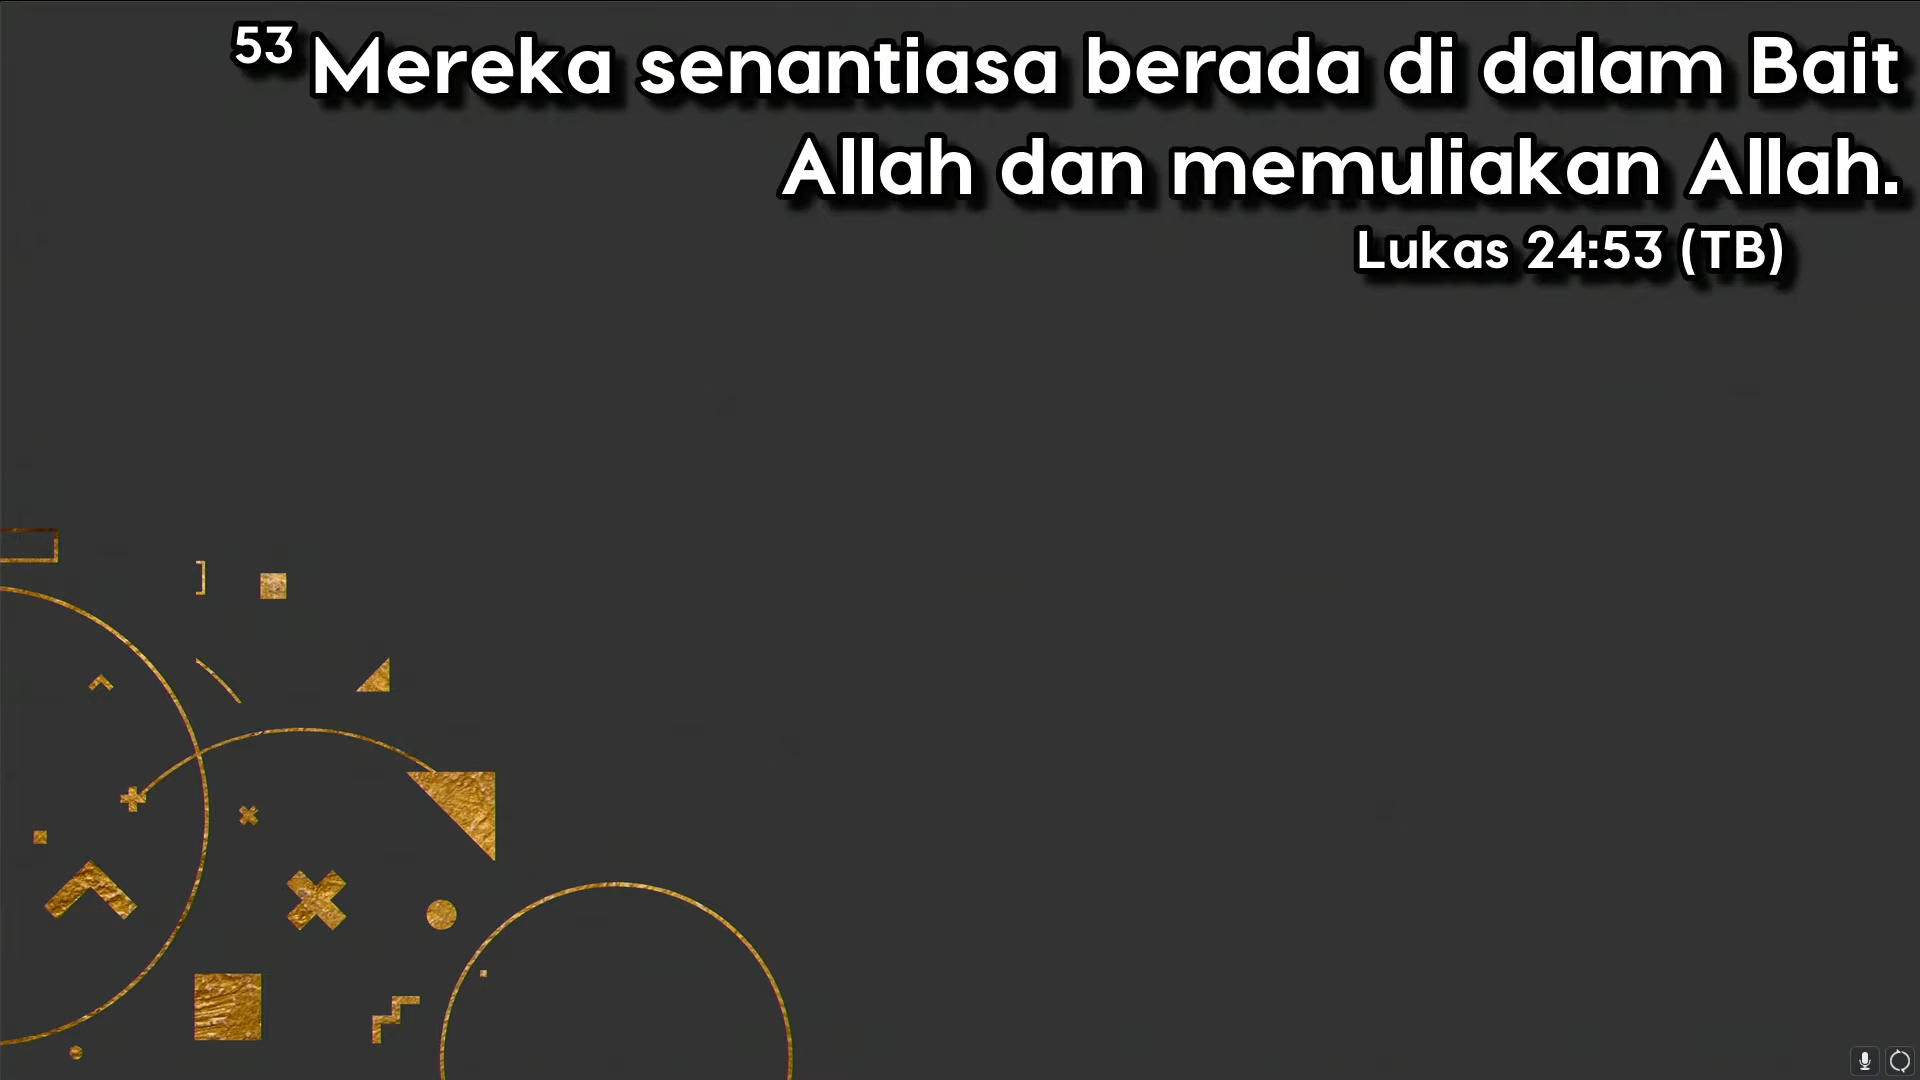 53 Mereka senantiasa berada di dalam Bait
Allah dan memuliakan Allah.
Lukas 24:53 (TB)